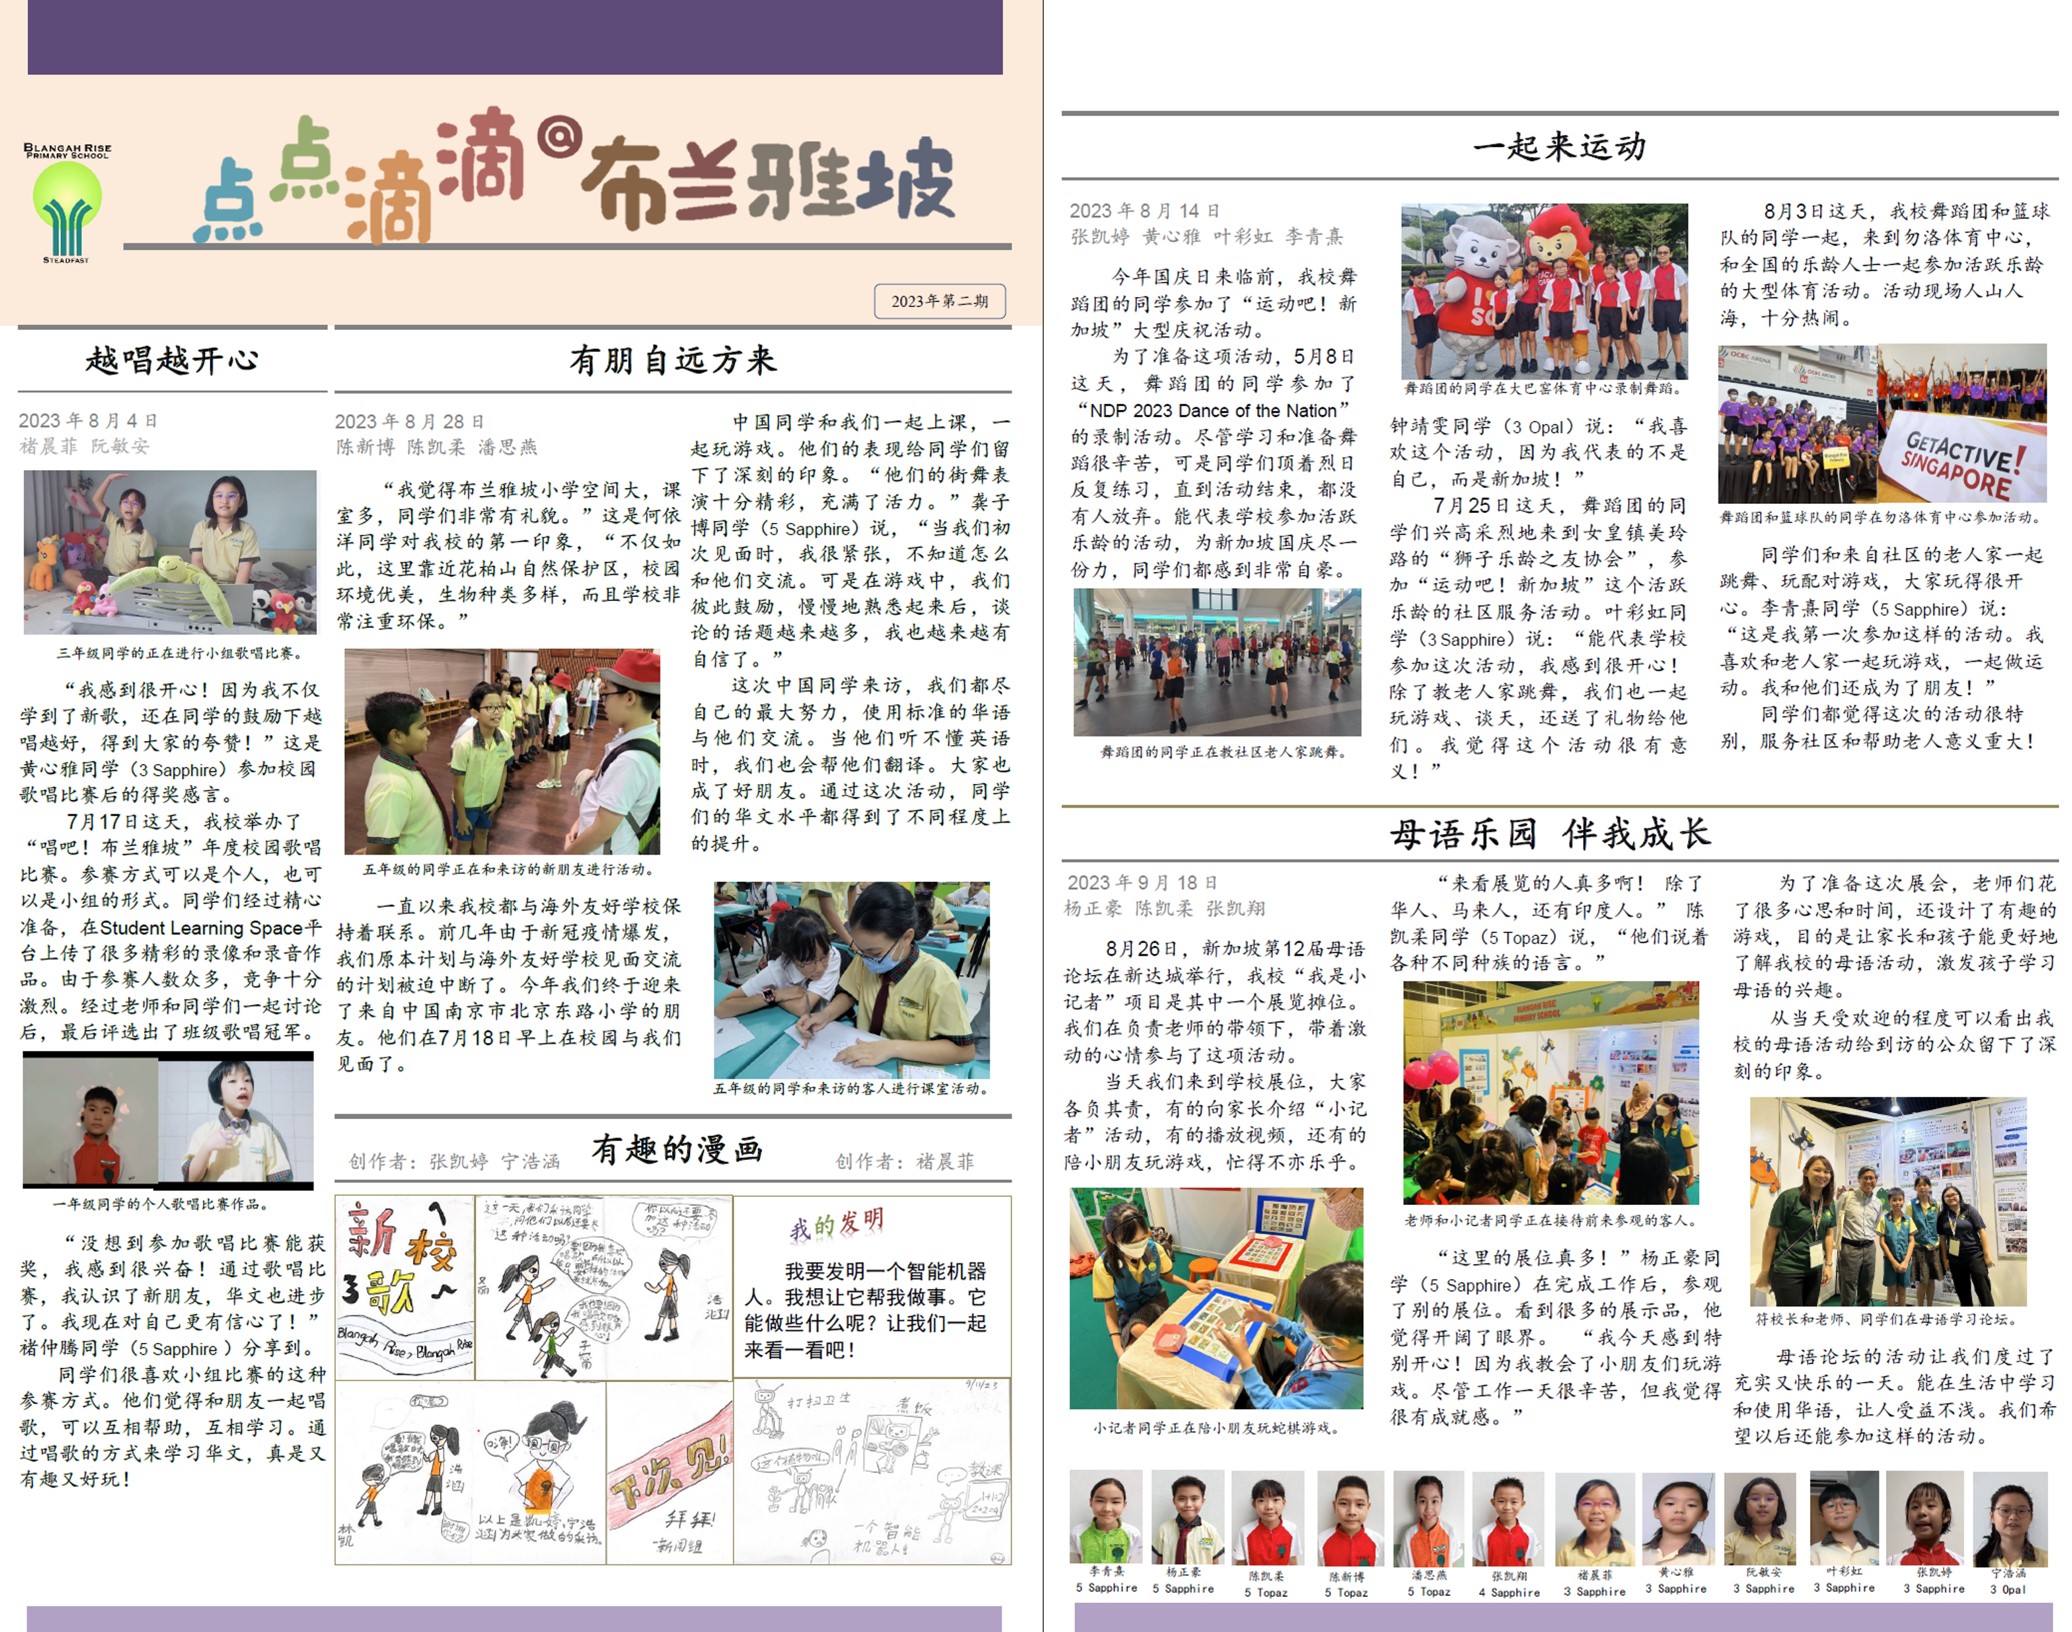 BLANGAH RISE
PRIMARY SCHOOL
STEADFAST
点点滴滴@布兰雅坡
2023年第二期
越唱越开心
2023 年 8 月 4 日
褚晨菲 阮敏安
三年级同学的正在进行小组歌唱比赛。
“我感到很开心！因为我不仅
学到了新歌，还在同学的鼓励下越
唱越好，得到大家的夸赞！”这是
黄心雅同学（3 Sapphire）参加校园
歌唱比赛后的得奖感言。
7月17日这天，我校举办了
“唱吧！布兰雅坡”年度校园歌唱
比赛。参赛方式可以是个人，也可
以是小组的形式。同学们经过精心
准备，在Student Learning Space平
台上传了很多精彩的录像和录音作
品。由于参赛人数众多，竞争十分
激烈。经过老师和同学们一起讨论
后，最后评选出了班级歌唱冠军。
一年级同学的个人歌唱比赛作品。
“没想到参加歌唱比赛能获
奖，我感到很兴奋！通过歌唱比
赛，我认识了新朋友，华文也进步
了。我现在对自己更有信心了！”
褚仲腾同学（5 Sapphire ）分享到。
同学们很喜欢小组比赛的这种
参赛方式。他们觉得和朋友一起唱
歌，可以互相帮助，互相学习。通
过唱歌的方式来学习华文，真是又
有趣又好玩！
有朋自远方来
2023 年 8 月 28 日
陈新博 陈凯柔 潘思燕
“我觉得布兰雅坡小学空间大，课
室多，同学们非常有礼貌。”这是何依
洋同学对我校的第一印象，“不仅如
此，这里靠近花柏山自然保护区，校园
环境优美，生物种类多样，而且学校非
常注重环保。”
五年级的同学正在和来访的新朋友进行活动。
一直以来我校都与海外友好学校保
持着联系。前几年由于新冠疫情爆发，
我们原本计划与海外友好学校见面交流
的计划被迫中断了。今年我们终于迎来
了来自中国南京市北京东路小学的朋
友。他们在7月18日早上在校园与我们
见面了。
中国同学和我们一起上课，一
起玩游戏。他们的表现给同学们留
下了深刻的印象。“他们的街舞表
演十分精彩，充满了活力。”龚子
博同学（5 Sapphire）说，“当我们初
次见面时，我很紧张，不知道怎么
和他们交流。可是在游戏中，我们
彼此鼓励，慢慢地熟悉起来后，谈
论的话题越来越多，我也越来越有
自信了。”
这次中国同学来访，我们都尽
自己的最大努力，使用标准的华语
与他们交流。当他们听不懂英语
时，我们也会帮他们翻译。大家也
成了好朋友。通过这次活动，同学
们的华文水平都得到了不同程度上
的提升。
五年级的同学和来访的客人进行课室活动。
有趣的漫画
创作者：张凯婷 宁浩涵
创作者：褚晨菲
新校歌
Blangah Rise, Blangah Rise
浩涵
以上是凯婷、宁浩
涵为大家做的采访。
下次见！
拜拜！
新闻组
我的发明
我要发明一个智能机器
人。我想让它帮我做事。它
能做些什么呢？让我们一起
来看一看吧！
打扫卫生
煮饭
教课
1+1=2
2+2=4
一个智能
机器人！
一起来运动
2023 年 8 月 14 日
张凯婷 黄心雅 叶彩虹 李青熹
今年国庆日来临前，我校舞
蹈团的同学参加了“运动吧！新
加坡”大型庆祝活动。
为了准备这项活动，5月8日
这天，舞蹈团的同学参加了
“NDP 2023 Dance of the Nation”
的录制活动。尽管学习和准备舞
蹈很辛苦，可是同学们顶着烈日
反复练习，直到活动结束，都没
有人放弃。能代表学校参加活跃
乐龄的活动，为新加坡国庆尽一
份力，同学们都感到非常自豪。
舞蹈团的同学正在教社区老人家跳舞。
舞蹈团的同学在大巴窑体育中心录制舞蹈。
钟靖雯同学（3 Opal）说：“我喜
欢这个活动，因为我代表的不是
自己，而是新加坡！”
7月25日这天，舞蹈团的同
学们兴高采烈地来到女皇镇美玲
路的“狮子乐龄之友协会”，参
加“运动吧！新加坡”这个活跃
乐龄的社区服务活动。叶彩虹同
学（3 Sapphire）说：“能代表学校
参加这次活动，我感到很开心！
除了教老人家跳舞，我们也一起
玩游戏、谈天，还送了礼物给他
们。我觉得这个活动很有意
义！”
8月3日这天，我校舞蹈团和篮球
队的同学一起，来到勿洛体育中心，
和全国的乐龄人士一起参加活跃乐龄
的大型体育活动。活动现场人山人
海，十分热闹。
OCBC ARENA
GETACTIVE!
SINGAPORE
舞蹈团和篮球队的同学在勿洛体育中心参加活动。
同学们和来自社区的老人家一起
跳舞、玩配对游戏，大家玩得很开
心。李青熹同学（5 Sapphire）说：
“这是我第一次参加这样的活动。我
喜欢和老人家一起玩游戏，一起做运
动。我和他们还成为了朋友！”
同学们都觉得这次的活动很特
别，服务社区和帮助老人意义重大！
母语乐园 伴我成长
2023 年 9 月 18 日
杨正豪 陈凯柔 张凯翔
8月26日，新加坡第12届母语
论坛在新达城举行，我校“我是小
记者”项目是其中一个展览摊位。
我们在负责老师的带领下，带着激
动的心情参与了这项活动。
当天我们来到学校展位，大家
各负其责，有的向家长介绍“小记
者”活动，有的播放视频，还有的
陪小朋友玩游戏，忙得不亦乐乎。
小记者同学正在陪小朋友玩蛇棋游戏。
“来看展览的人真多啊！ 除了
华人、马来人，还有印度人。” 陈
凯柔同学（5 Topaz）说，“他们说着
各种不同种族的语言。”
BLANGAH RISE
PRIMARY SCHOOL
老师和小记者同学正在接待前来参观的客人。
“这里的展位真多！”杨正豪同
学（5 Sapphire）在完成工作后，参观
了别的展位。看到很多的展示品，他
觉得开阔了眼界。 “我今天感到特
别开心！因为我教会了小朋友们玩游
戏。尽管工作一天很辛苦，但我觉得
很有成就感。”
为了准备这次展会，老师们花
了很多心思和时间，还设计了有趣的
游戏，目的是让家长和孩子能更好地
了解我校的母语活动，激发孩子学习
母语的兴趣。
从当天受欢迎的程度可以看出我
校的母语活动给到访的公众留下了深
刻的印象。
符校长和老师、同学们在母语学习论坛。
母语论坛的活动让我们度过了
充实又快乐的一天。能在生活中学习
和使用华语，让人受益不浅。我们希
望以后还能参加这样的活动。
李青熹 杨正豪 陈凯柔 陈新博 潘思燕 张凯翔 褚晨菲 黄心雅 阮敏安 叶彩虹 张凯婷 宁浩涵
5 Sapphire 5 Sapphire 5 Topaz 5 Topaz 5 Topaz 4 Sapphire 3 Sapphire 3 Sapphire 3 Sapphire 3 Sapphire 3 Sapphire 3 Opal